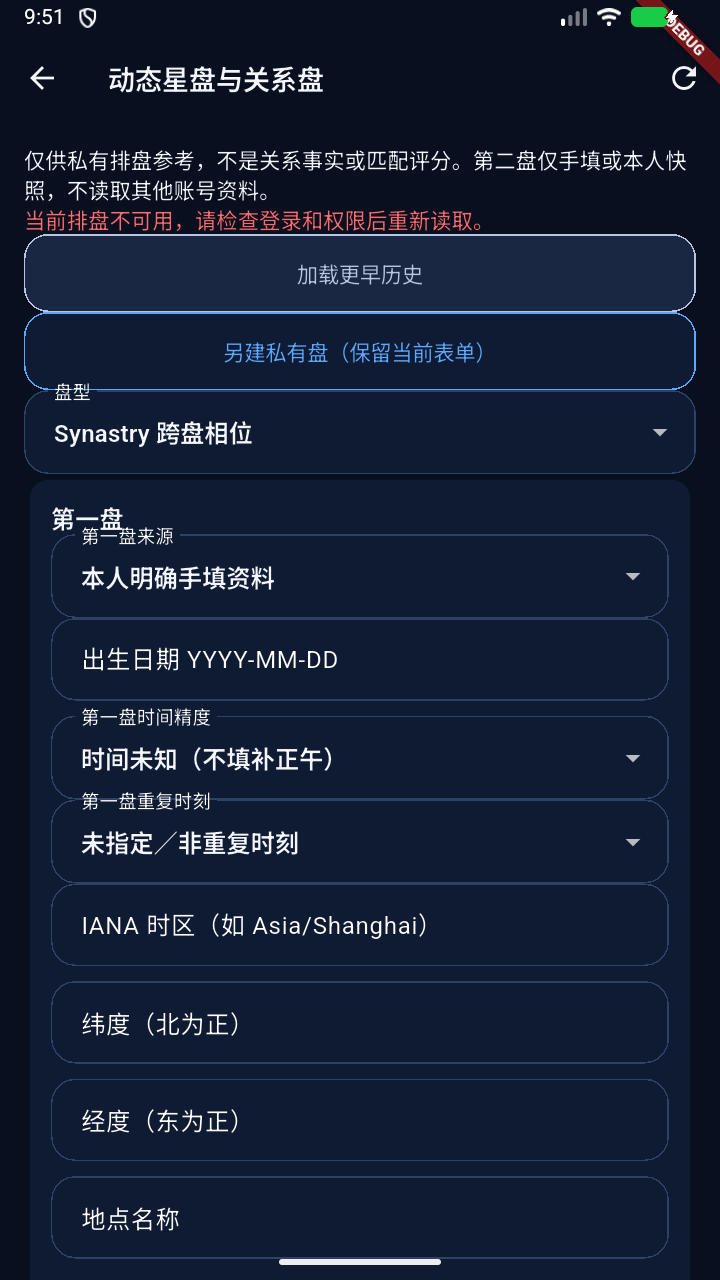 9:51
DEBUG
动态星盘与关系盘
仅供私有排盘参考，不是关系事实或匹配评分。第二盘仅手填或本人快
照，不读取其他账号资料。
当前排盘不可用，请检查登录和权限后重新读取。
加载更早历史
另建私有盘（保留当前表单）
盘型
Synastry 跨盘相位
第一盘
第一盘来源
本人明确手填资料
出生日期 YYYY-MM-DD
第一盘时间精度
时间未知（不填补正午）
第一盘重复时刻
未指定／非重复时刻
IANA 时区（如 Asia/Shanghai）
纬度（北为正）
经度（东为正）
地点名称